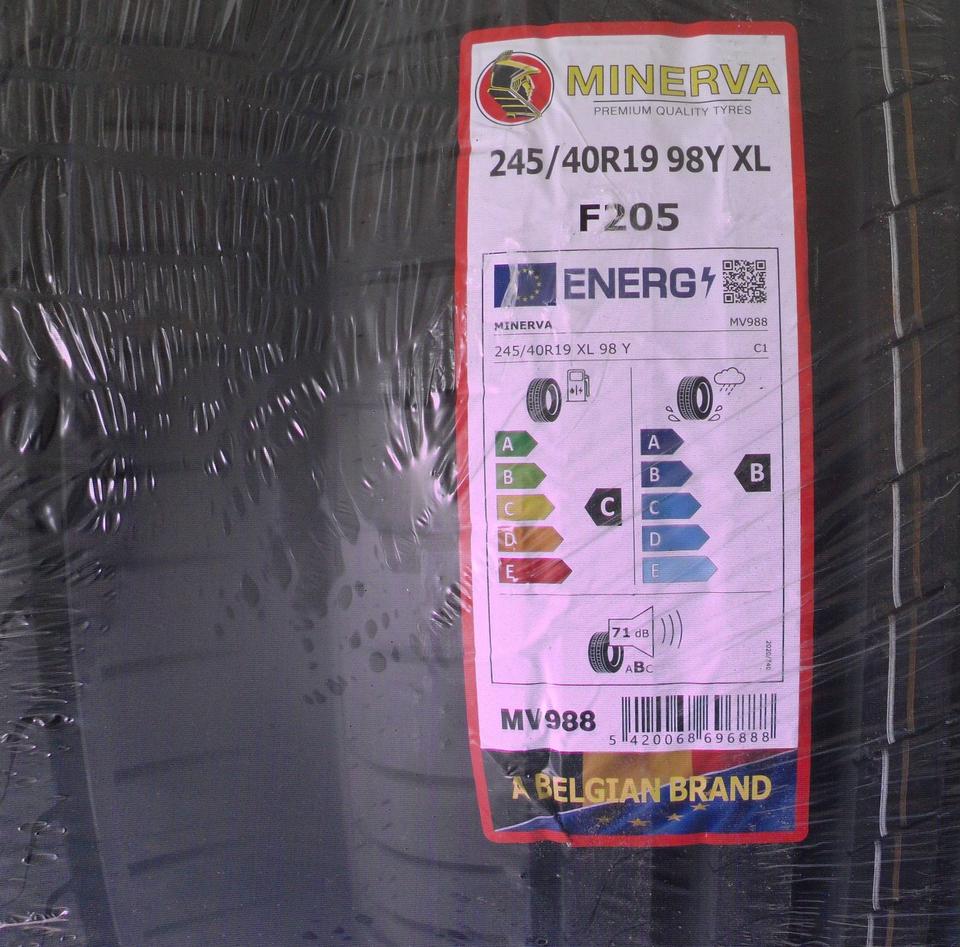 MINERVA
PREMIUM QUALITY TYRES
245/40R19 98Y XL
F205
ENERG
MINERVA MV988
245/40R19 XL 98 Y C1
A A
B B B
C C C
D D
E E
71 dB
ABC
2020/740
MV988
5 420068 696888
A BELGIAN BRAND